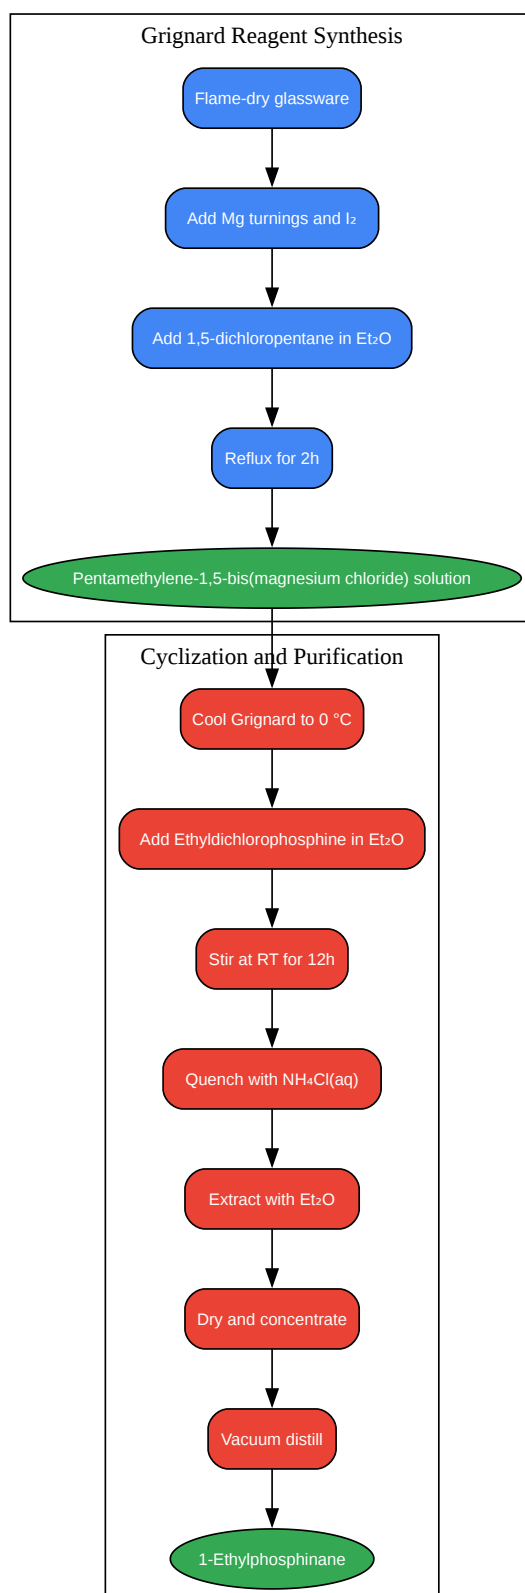 Grignard Reagent Synthesis
Flame-dry glassware
Add Mg turnings and I₂
Add 1,5-dichloropentane in Et₂O
Reflux for 2h
Pentamethylene-1,5-bis(magnesium chloride) solution
Cyclization and Purification
Cool Grignard to 0 °C
Add Ethyldichlorophosphine in Et₂O
Stir at RT for 12h
Quench with NH₄Cl(aq)
Extract with Et₂O
Dry and concentrate
Vacuum distill
1-Ethylphosphinane